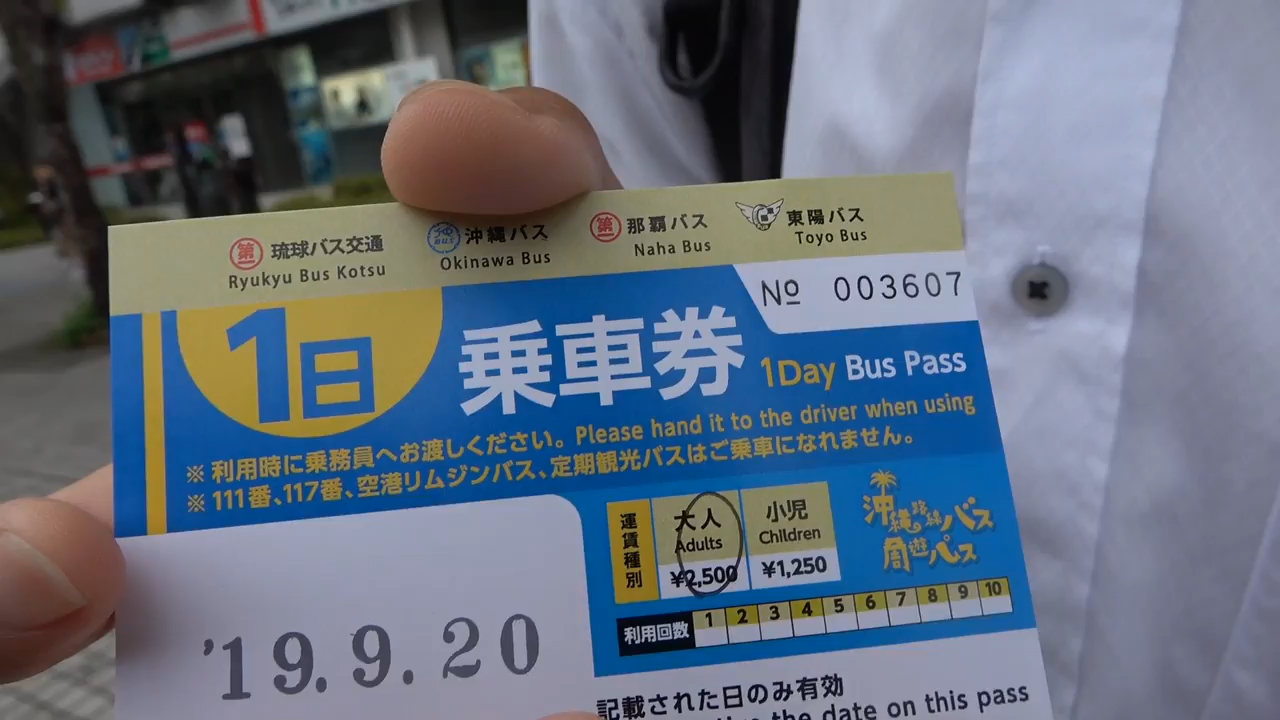 第 琉球バス交通 沖 沖縄バス 第 那覇バス 東陽バス
Ryukyu Bus Kotsu Okinawa Bus Naha Bus Toyo Bus
No 003607
1日 乗車券 1Day Bus Pass
※利用時に乗務員へお渡しください。Please hand it to the driver when using
※111番、117番、空港リムジンバス、定期観光バスはご乗車になれません。
運賃種別
大人 小児
Adults Children
¥2,500 ¥1,250
沖縄路線バス
周遊パス
利用回数 1 2 3 4 5 6 7 8 9 10
'19.9.20
記載された日のみ有効
the date on this pass